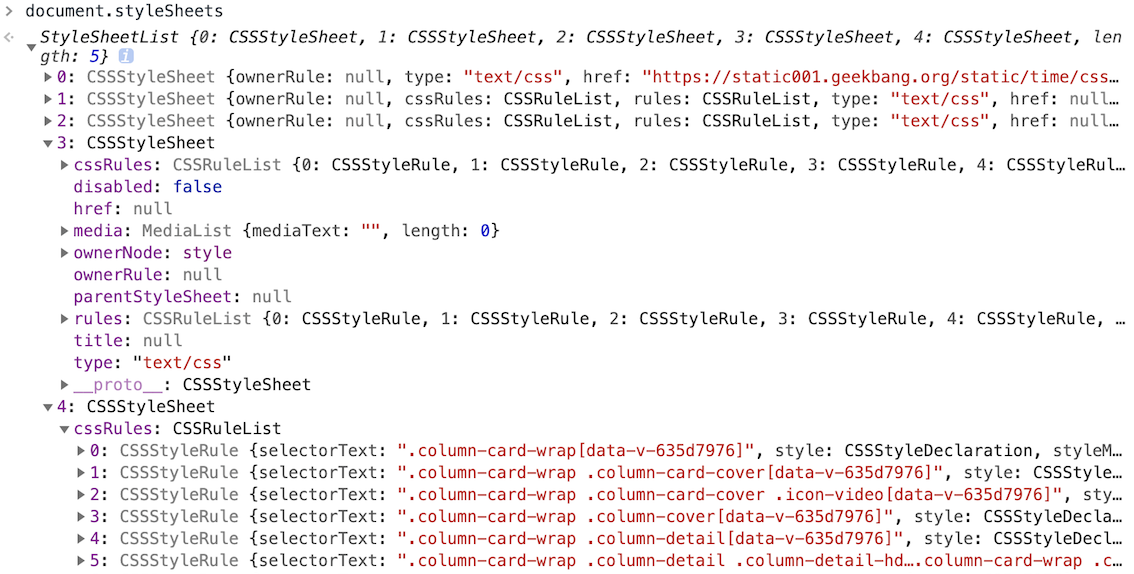 > document.styleSheets
StyleSheetList {0: CSSStyleSheet, 1: CSSStyleSheet, 2: CSSStyleSheet, 3: CSSStyleSheet, 4: CSSStyleSheet, len
gth: 5} i
0: CSSStyleSheet {ownerRule: null, type: "text/css", href: "https://static001.geekbang.org/static/time/css…
1: CSSStyleSheet {ownerRule: null, cssRules: CSSRuleList, rules: CSSRuleList, type: "text/css", href: null…
2: CSSStyleSheet {ownerRule: null, cssRules: CSSRuleList, rules: CSSRuleList, type: "text/css", href: null…
3: CSSStyleSheet
cssRules: CSSRuleList {0: CSSStyleRule, 1: CSSStyleRule, 2: CSSStyleRule, 3: CSSStyleRule, 4: CSSStyleRul…
disabled: false
href: null
media: MediaList {mediaText: "", length: 0}
ownerNode: style
ownerRule: null
parentStyleSheet: null
rules: CSSRuleList {0: CSSStyleRule, 1: CSSStyleRule, 2: CSSStyleRule, 3: CSSStyleRule, 4: CSSStyleRule, …
title: null
type: "text/css"
__proto__: CSSStyleSheet
4: CSSStyleSheet
cssRules: CSSRuleList
0: CSSStyleRule {selectorText: ".column-card-wrap[data-v-635d7976]", style: CSSStyleDeclaration, styleM…
1: CSSStyleRule {selectorText: ".column-card-wrap .column-card-cover[data-v-635d7976]", style: CSSStyle…
2: CSSStyleRule {selectorText: ".column-card-wrap .column-card-cover .icon-video[data-v-635d7976]", sty…
3: CSSStyleRule {selectorText: ".column-card-wrap .column-cover[data-v-635d7976]", style: CSSStyleDecla…
4: CSSStyleRule {selectorText: ".column-card-wrap .column-detail[data-v-635d7976]", style: CSSStyleDecl…
5: CSSStyleRule {selectorText: ".column-card-wrap .column-detail .column-detail-hd….column-card-wrap .c…